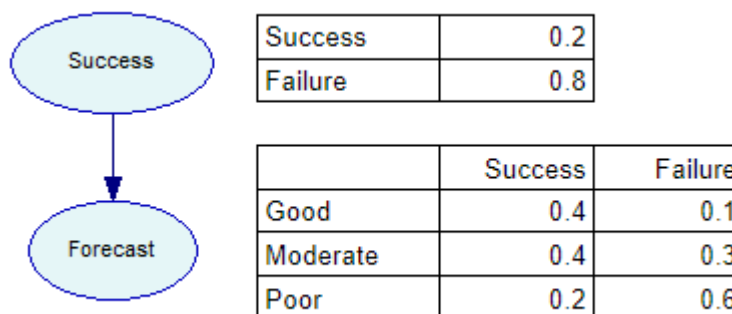 Success
Success 0.2
Failure 0.8
Success Failure
Good 0.4 0.1
Moderate 0.4 0.3
Forecast
Poor 0.2 0.6